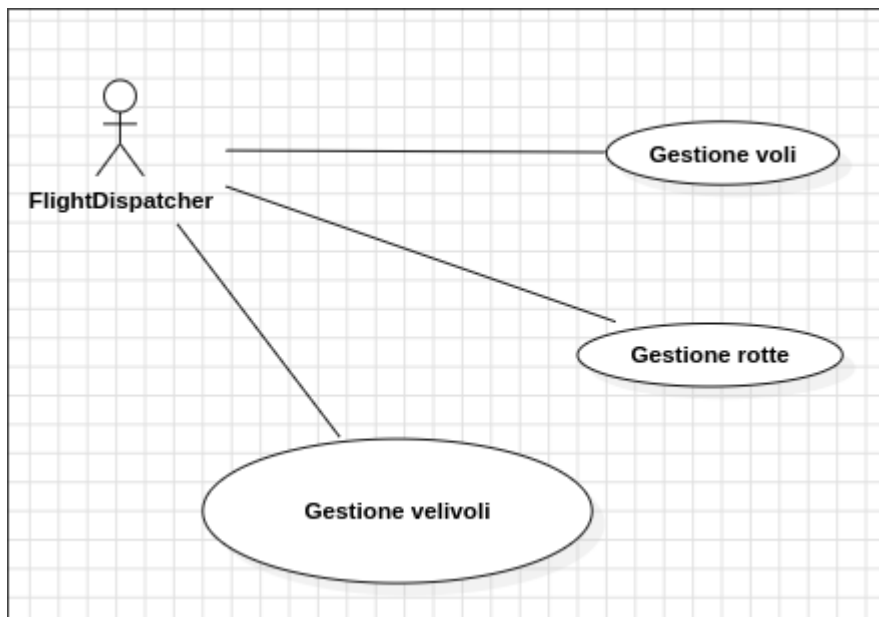 Gestione voli
FlightDispatcher
Gestione rotte
Gestione velivoli